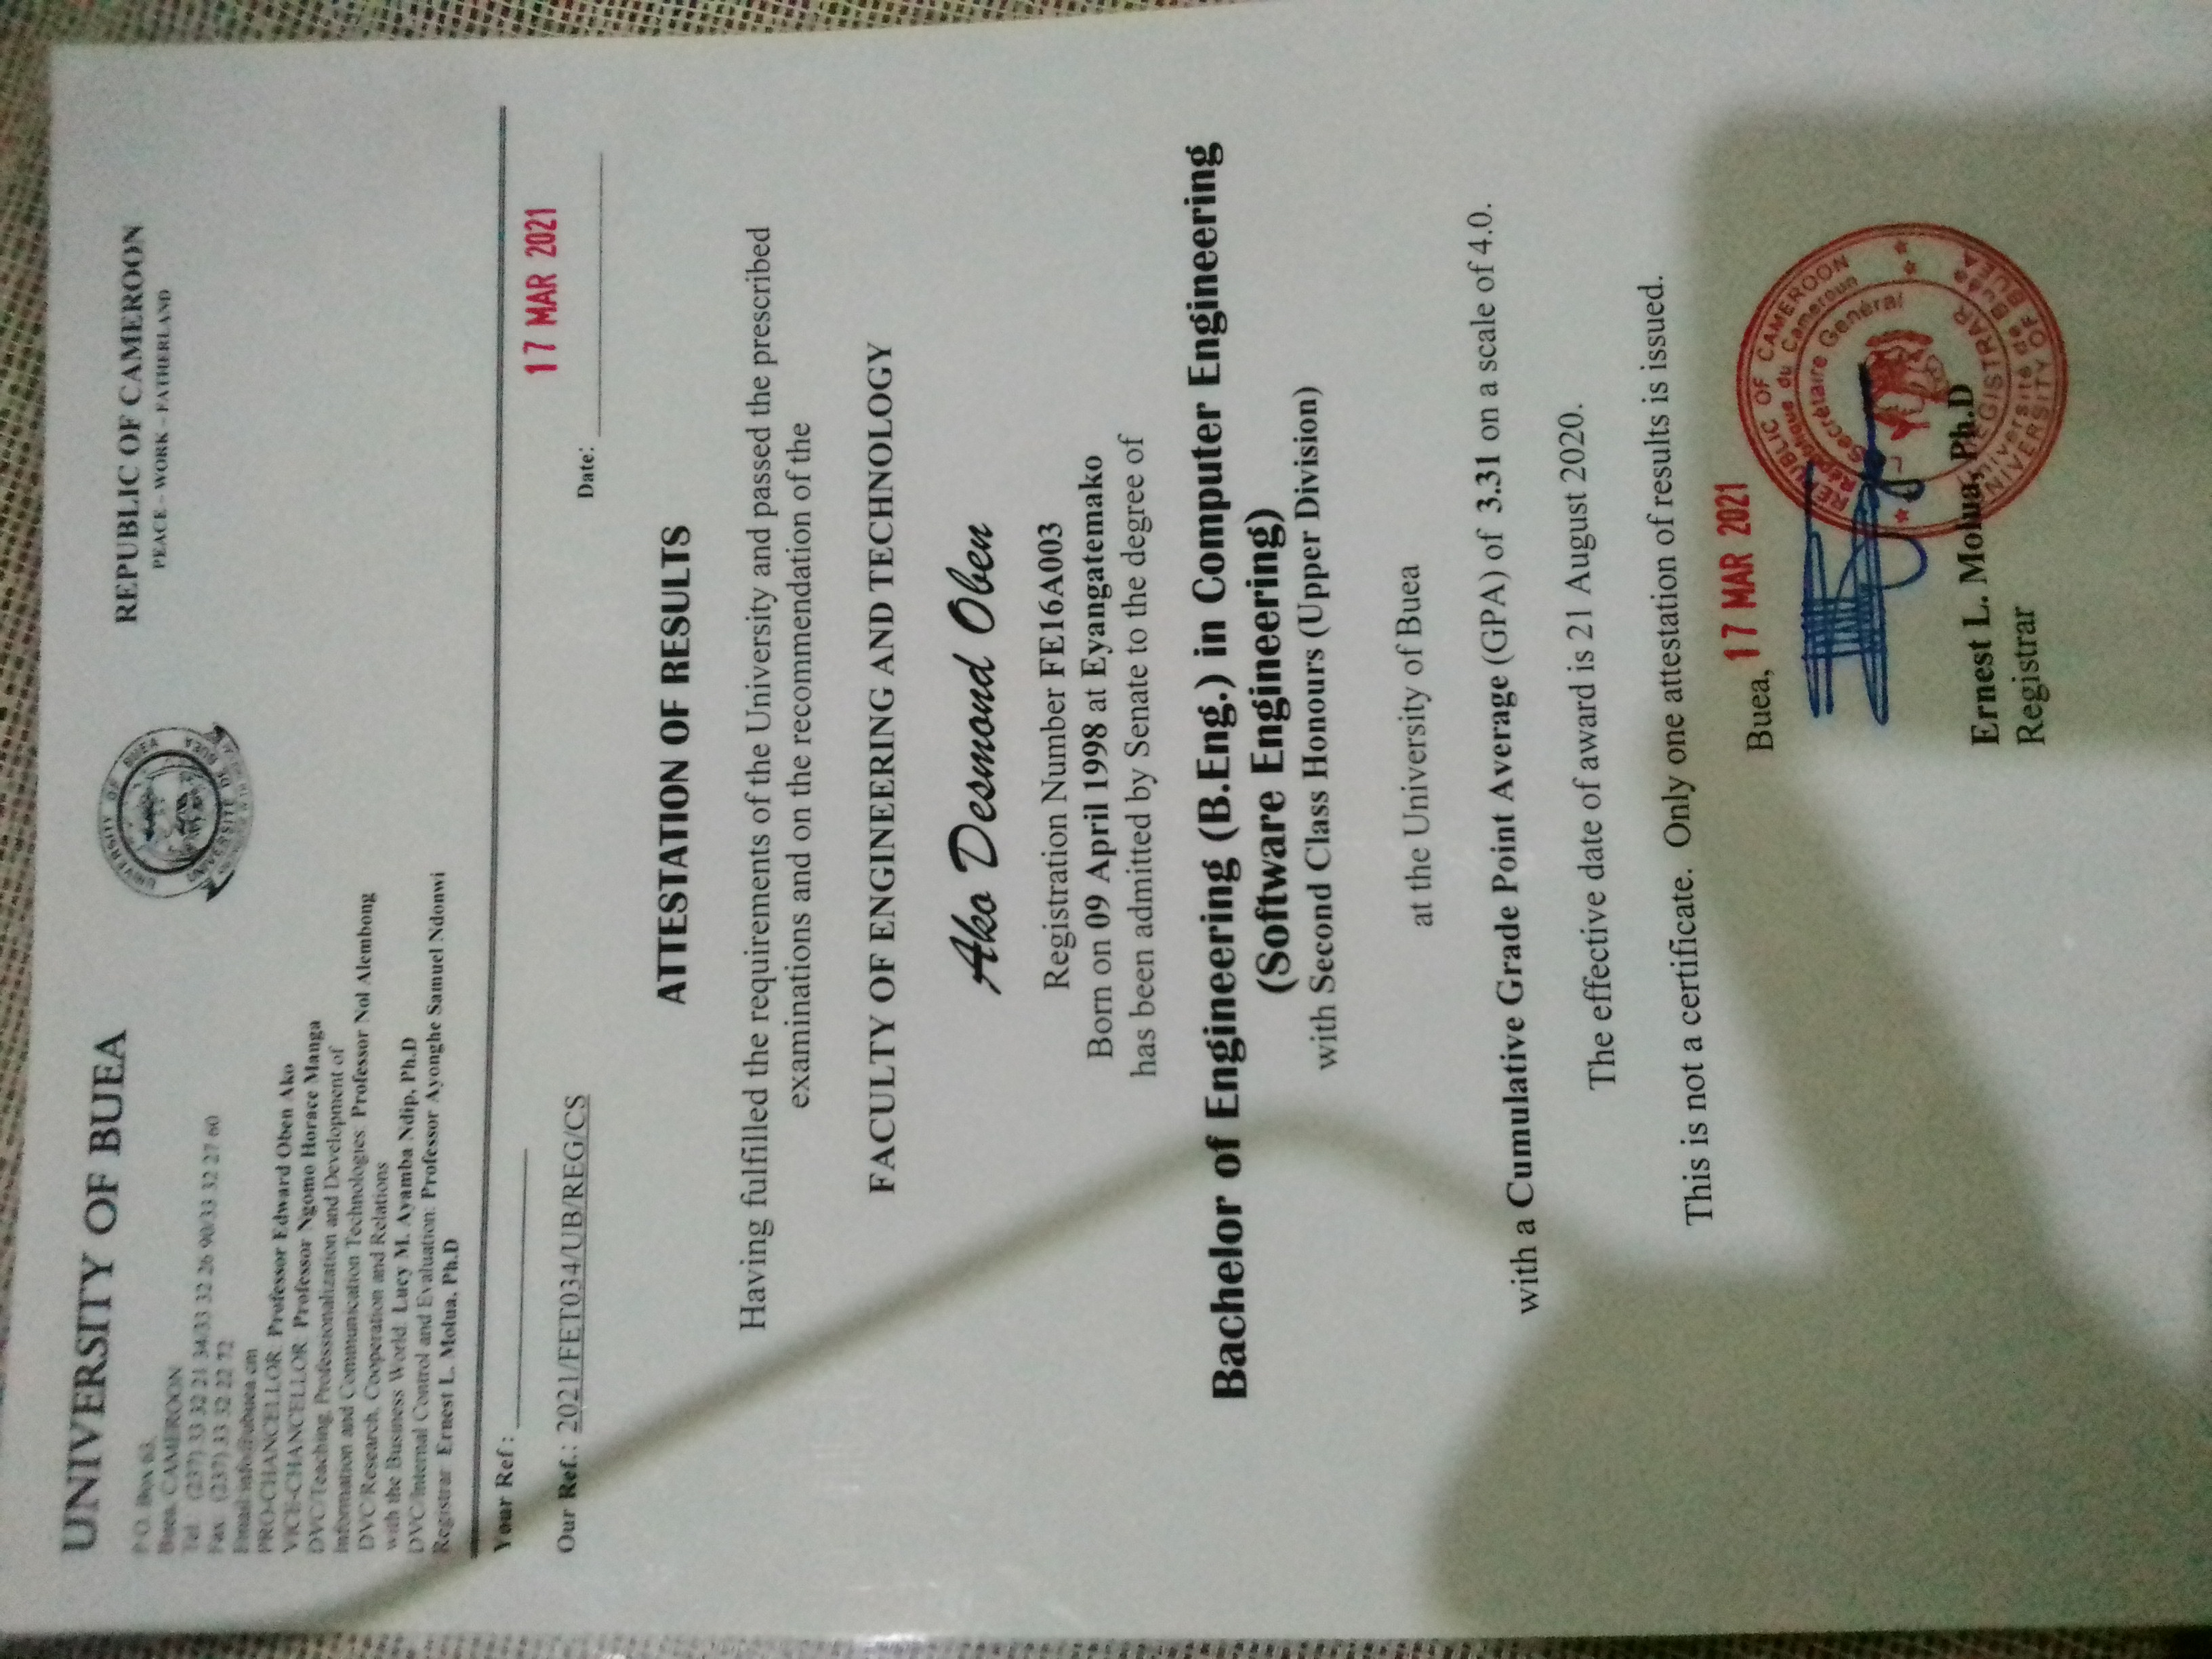 UNIVERSITY OF BUEA
REPUBLIC OF CAMEROON
PEACE - WORK - FATHERLAND
P.O. Box 63,
Buea, CAMEROON
Tel: (237) 33 32 21 34/33 32 26 90/33 32 27 60
Fax: (237) 33 32 22 72
PRO-CHANCELLOR: Professor Edward Oben Ako
VICE-CHANCELLOR: Professor Ngomo Horace Manga
DVC/Teaching, Professionalization and Development of
Information and Communication Technologies: Professor Nol Alembong
DVC/Research, Cooperation and Relations
with the Business World: Lucy M. Ayamba Ndip, Ph.D
DVC/Internal Control and Evaluation: Professor Ayonghe Samuel Ndonwi
Registrar: Ernest L. Molua, Ph.D
Your Ref :
17 MAR 2021
Our Ref.: 2021/FET034/UB/REG/CS
Date:
ATTESTATION OF RESULTS
Having fulfilled the requirements of the University and passed the prescribed
examinations and on the recommendation of the
FACULTY OF ENGINEERING AND TECHNOLOGY
Ako Desmond Oben
Registration Number FE16A003
Born on 09 April 1998 at Eyangatemako
has been admitted by Senate to the degree of
Bachelor of Engineering (B.Eng.) in Computer Engineering
(Software Engineering)
with Second Class Honours (Upper Division)
at the University of Buea
with a Cumulative Grade Point Average (GPA) of 3.31 on a scale of 4.0.
The effective date of award is 21 August 2020.
This is not a certificate. Only one attestation of results is issued.
Buea, 17 MAR 2021
REPUBLIC OF CAMEROON
République du Cameroun
Secrétaire Général
REGISTRAR
Université de Buéa
UNIVERSITY OF BUEA
Ernest L. Molua, Ph.D
Registrar